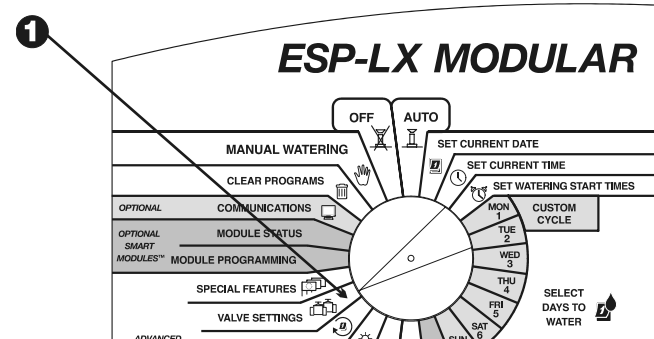 1
ESP-LX MODULAR
OFF
AUTO
MANUAL WATERING
SET CURRENT DATE
CLEAR PROGRAMS
SET CURRENT TIME
SET WATERING START TIMES
OPTIONAL
COMMUNICATIONS
MON
1
CUSTOM
CYCLE
OPTIONAL
SMART
MODULES™
MODULE STATUS
MODULE PROGRAMMING
TUE
2
WED
3
SPECIAL FEATURES
THU
4
VALVE SETTINGS
FRI
5
SELECT
DAYS TO
WATER
SAT
6
SUN
ADVANCED